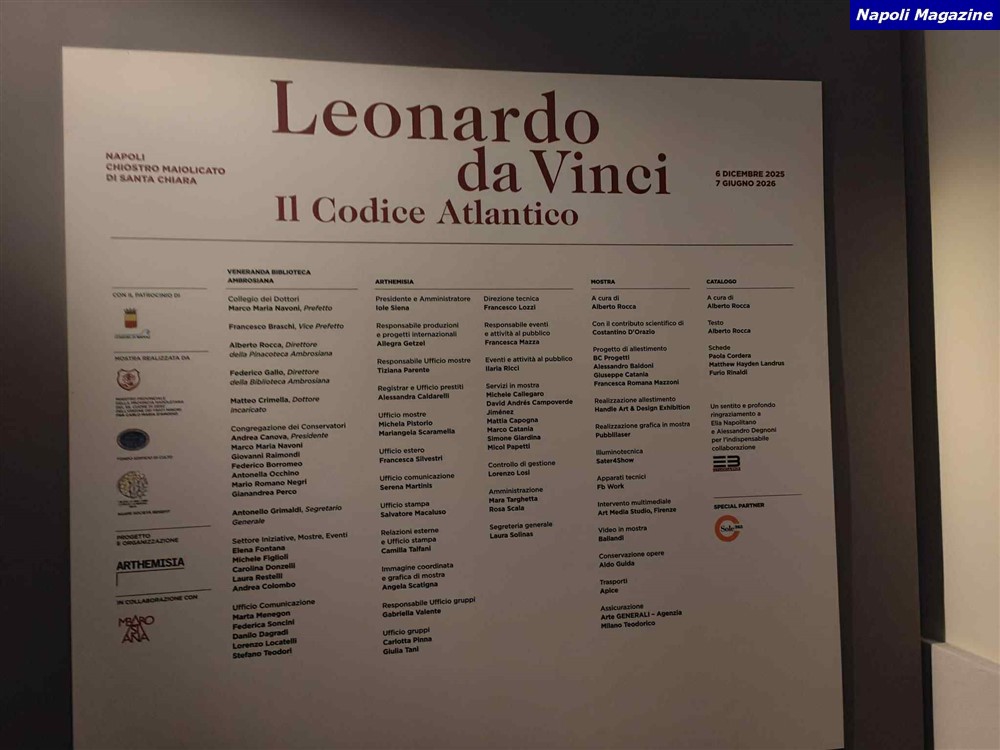 Napoli Magazine
Leonardo
da Vinci
Il Codice Atlantico
NAPOLI
CHIOSTRO MAIOLICATO
DI SANTA CHIARA
6 DICEMBRE 2025
7 GIUGNO 2026
CON IL PATROCINIO DI
MOSTRA REALIZZATA DA
PROGETTO
E ORGANIZZAZIONE
ARTHEMISIA
IN COLLABORAZIONE CON
VENERANDA BIBLIOTECA
AMBROSIANA
Collegio dei Dottori
Marco Maria Navoni, Prefetto
Francesco Braschi, Vice Prefetto
Alberto Rocca, Direttore
della Pinacoteca Ambrosiana
Federico Gallo, Direttore
della Biblioteca Ambrosiana
Matteo Crimella, Dottore
Incaricato
Congregazione dei Conservatori
Andrea Canova, Presidente
Marco Maria Navoni
Giovanni Raimondi
Federico Borromeo
Antonella Occhino
Mario Romano Negri
Gianandrea Perco
Antonello Grimaldi, Segretario
Generale
Settore Iniziative, Mostre, Eventi
Elena Fontana
Michele Figlioli
Carolina Donzelli
Laura Restelli
Andrea Colombo
Ufficio Comunicazione
Marta Menegon
Federica Soncini
Danilo Dagradi
Lorenzo Locatelli
Stefano Teodori
ARTHEMISIA
Presidente e Amministratore
Iole Siena
Responsabile produzioni
e progetti internazionali
Allegra Getzel
Responsabile Ufficio mostre
Tiziana Parente
Registrar e Ufficio prestiti
Alessandra Caldarelli
Ufficio mostre
Michela Pistorio
Mariangela Scaramella
Ufficio estero
Francesca Silvestri
Ufficio comunicazione
Serena Martinis
Ufficio stampa
Salvatore Macaluso
Relazioni esterne
e Ufficio stampa
Camilla Talfani
Immagine coordinata
e grafica di mostra
Angela Scatigna
Responsabile Ufficio gruppi
Gabriella Valente
Ufficio gruppi
Carlotta Pinna
Giulia Tani
Direzione tecnica
Francesco Lozzi
Responsabile eventi
e attività al pubblico
Francesca Mazza
Eventi e attività al pubblico
Ilaria Ricci
Servizi in mostra
Michele Callegaro
David Andrés Campoverde
Jiménez
Mattia Capogna
Marco Catania
Simone Giardina
Micol Papetti
Controllo di gestione
Lorenzo Losi
Amministrazione
Mara Targhetta
Rosa Scala
Segreteria generale
Laura Solinas
MOSTRA
A cura di
Alberto Rocca
Con il contributo scientifico di
Costantino D'Orazio
Progetto di allestimento
BC Progetti
Alessandro Baldoni
Giuseppe Catania
Francesca Romana Mazzoni
Realizzazione allestimento
Handle Art & Design Exhibition
Realizzazione grafica in mostra
Pubblilaser
Illuminotecnica
Sater4Show
Apparati tecnici
Fb Work
Intervento multimediale
Art Media Studio, Firenze
Video in mostra
Ballandi
Conservazione opere
Aldo Guida
Trasporti
Apice
Assicurazione
Arte GENERALI – Agenzia
Milano Teodorico
CATALOGO
A cura di
Alberto Rocca
Testo
Alberto Rocca
Schede
Paola Cordera
Matthew Hayden Landrus
Furio Rinaldi
Un sentito e profondo
ringraziamento a
Elia Napolitano
e Alessandro Degnoni
per l'indispensabile
collaborazione
SPECIAL PARTNER
Sole